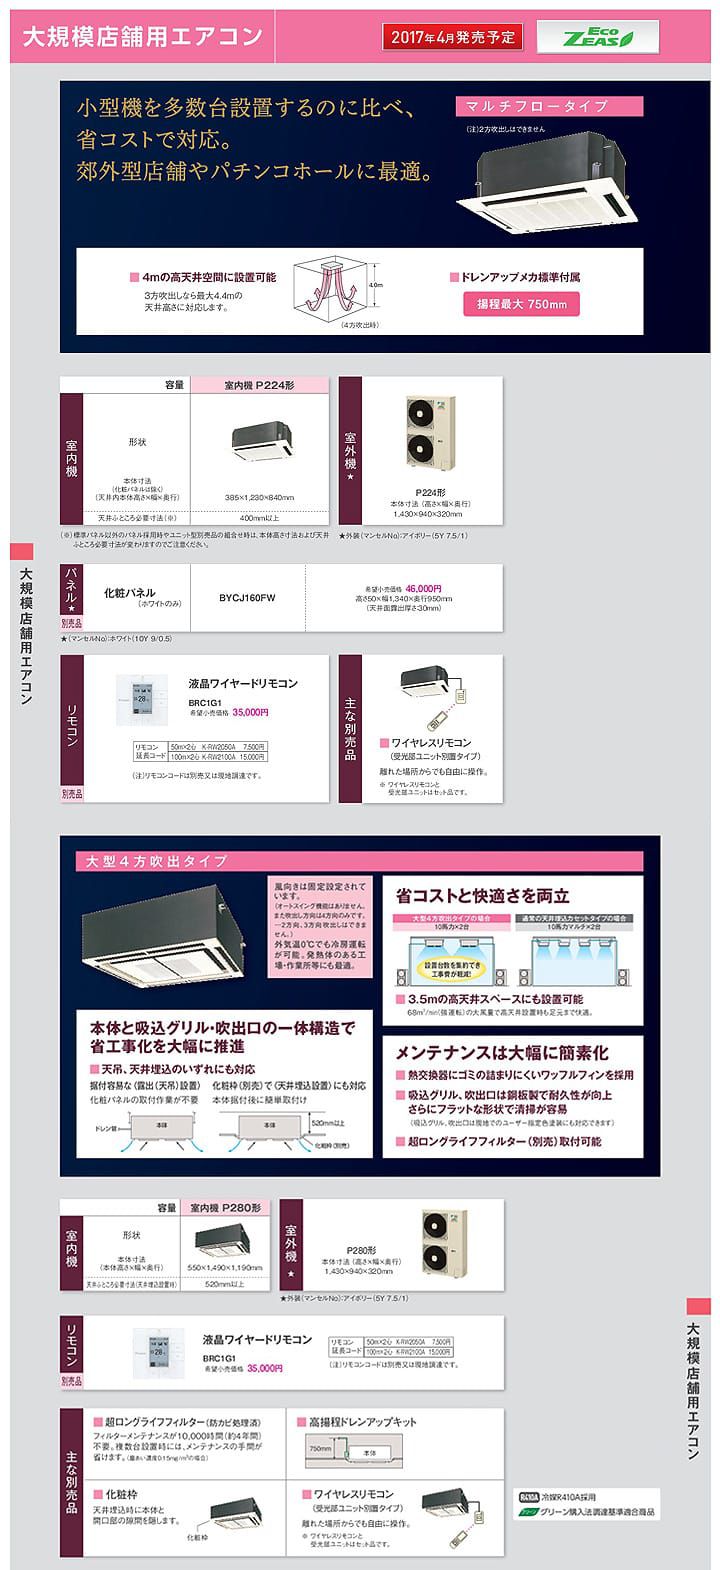 大規模店舗用エアコン
2017年4月発売予定
Eco
ZEAS
小型機を多数台設置するのに比べ、
省コストで対応。
郊外型店舗やパチンコホールに最適。
マルチフロータイプ
(注)2方吹出しはできません
■4mの高天井空間に設置可能
3方吹出しなら最大4.4mの
天井高さに対応します。
4.0m
(4方吹出時)
■ドレンアップメカ標準付属
揚程最大 750mm
容量
室内機 P224形
室内機
形状
本体寸法
(化粧パネルは除く)
(天井内本体高さ×幅×奥行)
385×1,230×840mm
天井ふところ必要寸法(※)
400mm以上
(※)標準パネル以外のパネル採用時やユニット型別売品の組合せ時は、本体高さ寸法および天井
ふところ必要寸法が変わりますのでご注意ください。
室外機★
P224形
本体寸法 (高さ×幅×奥行)
1,430×940×320mm
★外装(マンセルNo):アイボリー(5Y 7.5/1)
大規模店舗用エアコン
パネル★
別売品
化粧パネル
(ホワイトのみ)
BYCJ160FW
希望小売価格 46,000円
高さ50×幅1,340×奥行950mm
(天井面露出厚さ30mm)
★(マンセルNo):ホワイト(10Y 9/0.5)
リモコン
別売品
液晶ワイヤードリモコン
BRC1G1
希望小売価格 35,000円
リモコン
延長コード
50m×2心 K-RW2050A 7,500円
100m×2心 K-RW2100A 15,000円
(注)リモコンコードは別売又は現地調達です。
主な別売品
■ワイヤレスリモコン
(受光部ユニット別置タイプ)
離れた場所からでも自由に操作。
※ ワイヤレスリモコンと
受光部ユニットはセット品です。
大型4方吹出タイプ
風向きは固定設定されて
います。
(オートスイング機能はありません。
また吹出し方向は4方向のみです。
―2方向、3方向吹出しはできま
せん。)
外気温0℃でも冷房運転
が可能。発熱体のある工
場・作業所等にも最適。
省コストと快適さを両立
大型4方吹出タイプの場合
10馬力×2台
通常の天井埋込カセットタイプの場合
10馬力マルチ×2台
設置台数を集約でき
工事費が軽減!
■3.5mの高天井スペースにも設置可能
68m³/min(強運転)の大風量で高天井設置時も足元まで快適。
本体と吸込グリル・吹出口の一体構造で
省工事化を大幅に推進
■天吊、天井埋込のいずれにも対応
据付容易な〈露出(天吊)設置〉
化粧パネルの取付作業が不要
化粧枠(別売)で〈天井埋込設置〉にも対応
本体据付後に簡単取付け
ドレン管
本体
本体
520mm以上
化粧枠(別売)
メンテナンスは大幅に簡素化
■熱交換器にゴミの詰まりにくいワッフルフィンを採用
■吸込グリル、吹出口は鋼板製で耐久性が向上
さらにフラットな形状で清掃が容易
(吸込グリル、吹出口は現地でのユーザー指定色塗装にも対応できます)
■超ロングライフフィルター(別売)取付可能
容量
室内機 P280形
室内機
形状
本体寸法
(本体高さ×幅×奥行)
550×1,490×1,190mm
天井ふところ必要寸法(天井埋込設置時)
520mm以上
室外機★
P280形
本体寸法 (高さ×幅×奥行)
1,430×940×320mm
★外装(マンセルNo):アイボリー(5Y 7.5/1)
大規模店舗用エアコン
リモコン
別売品
液晶ワイヤードリモコン
BRC1G1
希望小売価格 35,000円
リモコン
延長コード
50m×2心 K-RW2050A 7,500円
100m×2心 K-RW2100A 15,000円
(注)リモコンコードは別売又は現地調達です。
主な別売品
■超ロングライフフィルター(防カビ処理済)
フィルターメンテナンスが10,000時間(約4年間)
不要。複数台設置時には、メンテナンスの手間が
省けます。(塵あい濃度0.15mg/m³の場合)
■高揚程ドレンアップキット
750mm
本体
■化粧枠
天井埋込時に本体と
開口部の隙間を隠します。
化粧枠
■ワイヤレスリモコン
(受光部ユニット別置タイプ)
離れた場所からでも自由に操作。
※ ワイヤレスリモコンと
受光部ユニットはセット品です。
R410A 冷媒R410A採用
グリーン購入法調達基準適合商品